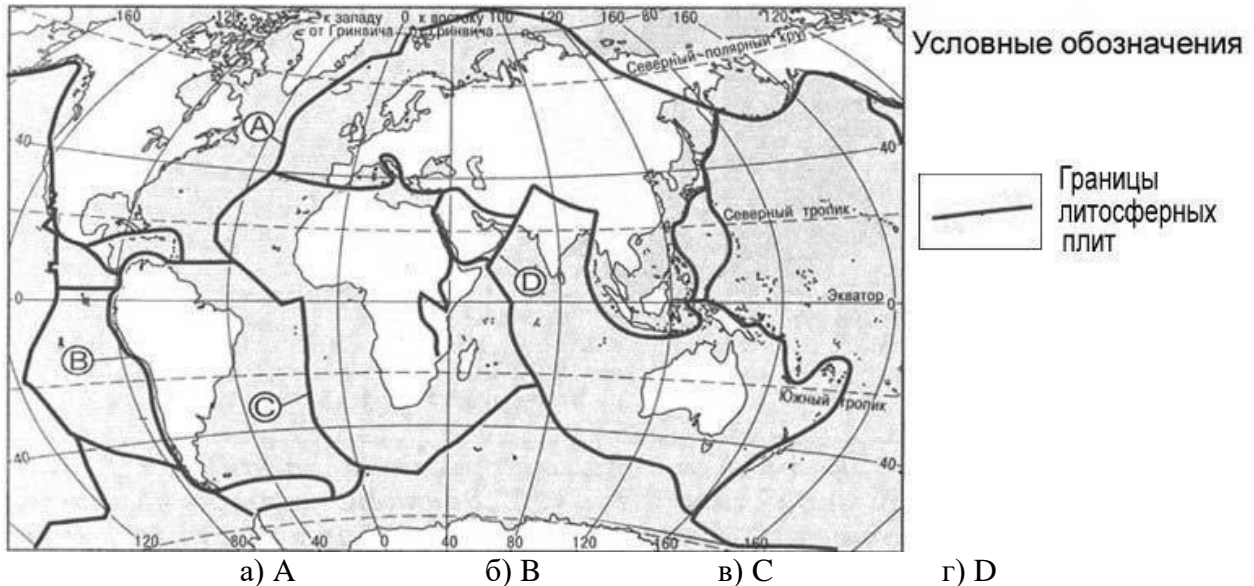 160 120 80 40 к западу 0 к востоку 100 120 160 80 160 120
от Гринвича от Гринвича
Северный полярный круг
Условные обозначения
A
40 40
Границы
литосферных
плит
Северный тропик
D
Экватор
0 0
B
C
Южный тропик
40 40
120 80 40 0 40 80 120 160 160
а) А б) В в) С г) D